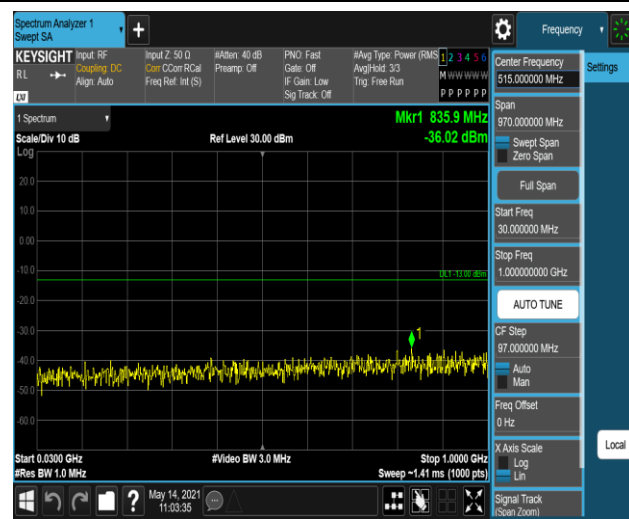 Spectrum Analyzer 1
Swept SA
+
Frequency
KEYSIGHT
RL
LXI
Input: RF
Coupling: DC
Align: Auto
Input Z: 50 Ω
Corr CCorr RCal
Freq Ref: Int (S)
#Atten: 40 dB
Preamp: Off
PNO: Fast
Gate: Off
IF Gain: Low
Sig Track: Off
#Avg Type: Power (RMS
Avg|Hold: 3/3
Trig: Free Run
1 2 3 4 5 6
M W W W W W
P P P P P P
1 Spectrum
Scale/Div 10 dB
Ref Level 30.00 dBm
Mkr1 835.9 MHz
-36.02 dBm
Log
20.0
10.0
0.00
-10.0
-20.0
-30.0
-40.0
-50.0
-60.0
DL1 -13.00 dBm
1
Start 0.0300 GHz
#Res BW 1.0 MHz
#Video BW 3.0 MHz
Stop 1.0000 GHz
Sweep ~1.41 ms (1000 pts)
?
May 14, 2021
11:03:35
Center Frequency
515.000000 MHz
Span
970.000000 MHz
Swept Span
Zero Span
Full Span
Start Freq
30.000000 MHz
Stop Freq
1.000000000 GHz
AUTO TUNE
CF Step
97.000000 MHz
Auto
Man
Freq Offset
0 Hz
X Axis Scale
Log
Lin
Signal Track
(Span Zoom)
Settings
Local